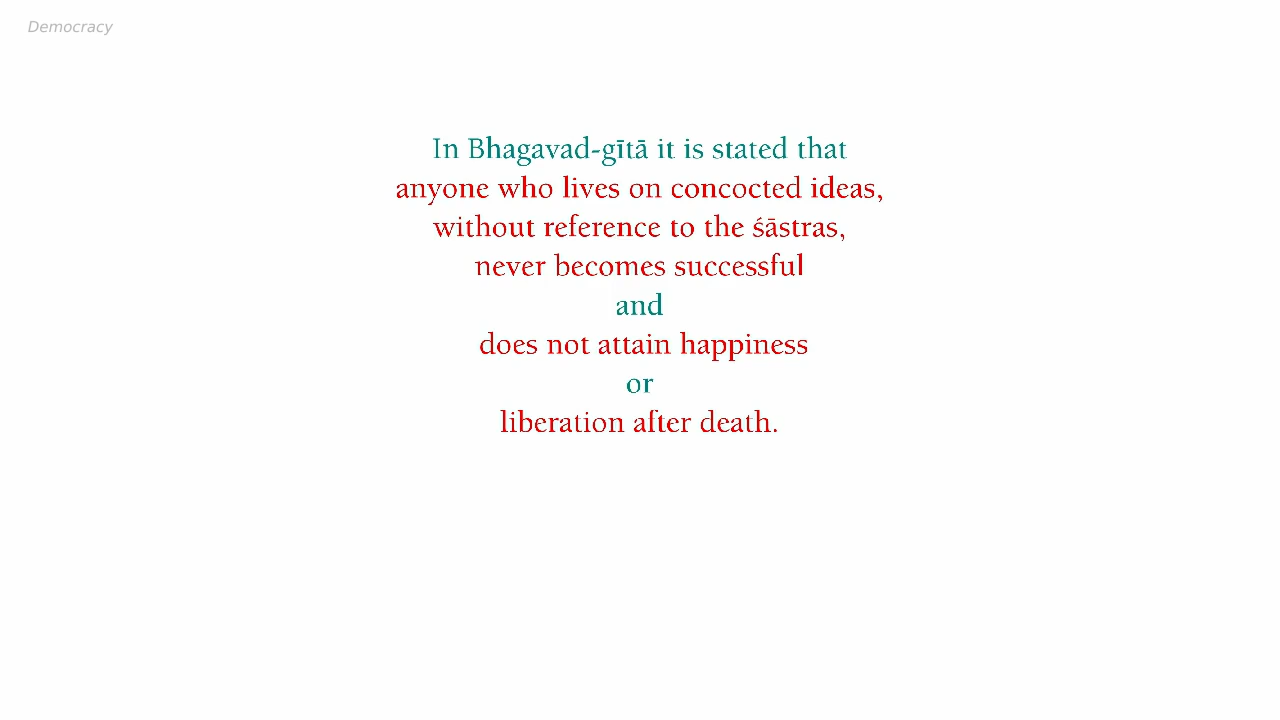 Democracy
In Bhagavad-gītā it is stated that
anyone who lives on concocted ideas,
without reference to the śāstras,
never becomes successful
and
does not attain happiness
or
liberation after death.